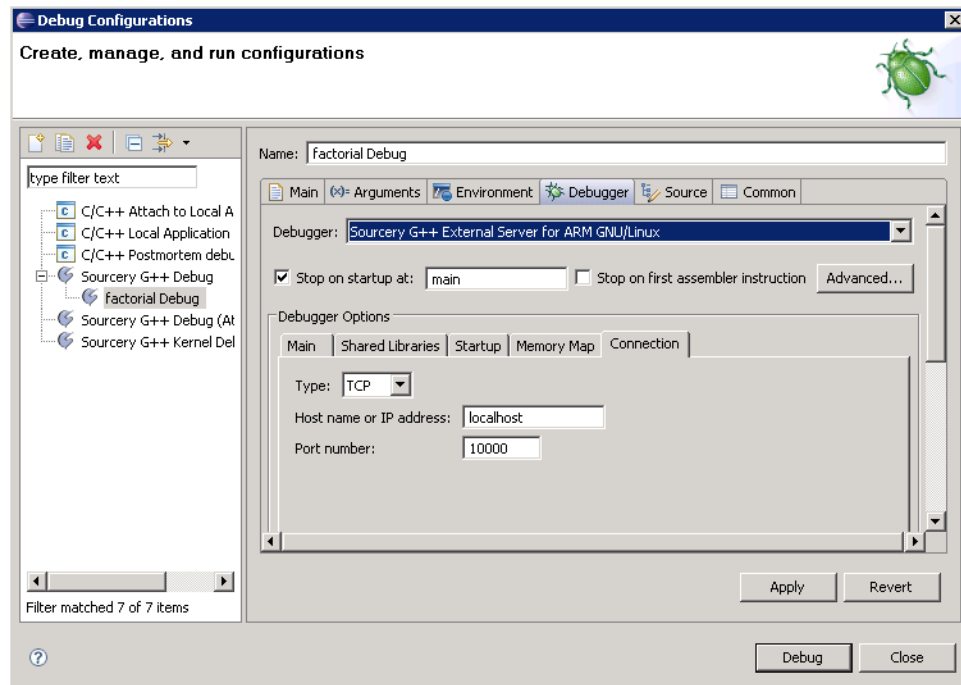 Debug Configurations
Create, manage, and run configurations
Name: factorial Debug
type filter text
Main (x)= Arguments Environment Debugger Source Common
C/C++ Attach to Local A
C/C++ Local Application
C/C++ Postmortem debu
Sourcery G++ Debug
factorial Debug
Sourcery G++ Debug (At
Sourcery G++ Kernel Del
Debugger: Sourcery G++ External Server for ARM GNU/Linux
Stop on startup at: main Stop on first assembler instruction Advanced...
Debugger Options
Main Shared Libraries Startup Memory Map Connection
Type: TCP
Host name or IP address: localhost
Port number: 10000
Filter matched 7 of 7 items
Apply Revert
Debug Close